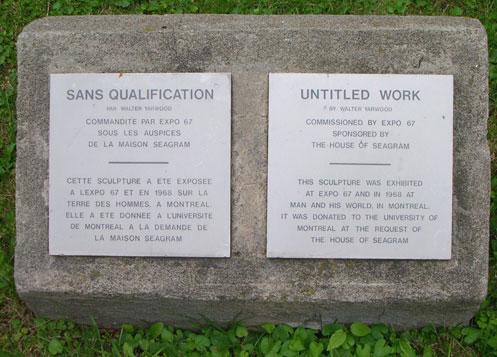 SANS QUALIFICATION
PAR WALTER YARWOOD
COMMANDITE PAR EXPO 67
SOUS LES AUSPICES
DE LA MAISON SEAGRAM
CETTE SCULPTURE A ETE EXPOSEE
A L'EXPO 67 ET EN 1968 SUR LA
TERRE DES HOMMES, A MONTREAL.
ELLE A ETE DONNEE A L'UNIVERSITE
DE MONTREAL A LA DEMANDE DE
LA MAISON SEAGRAM
UNTITLED WORK
BY WALTER YARWOOD
COMMISSIONED BY EXPO 67
SPONSORED BY
THE HOUSE OF SEAGRAM
THIS SCULPTURE WAS EXHIBITED
AT EXPO 67 AND IN 1968 AT
MAN AND HIS WORLD, IN MONTREAL.
IT WAS DONATED TO THE UNIVERSITY OF
MONTREAL AT THE REQUEST OF
THE HOUSE OF SEAGRAM